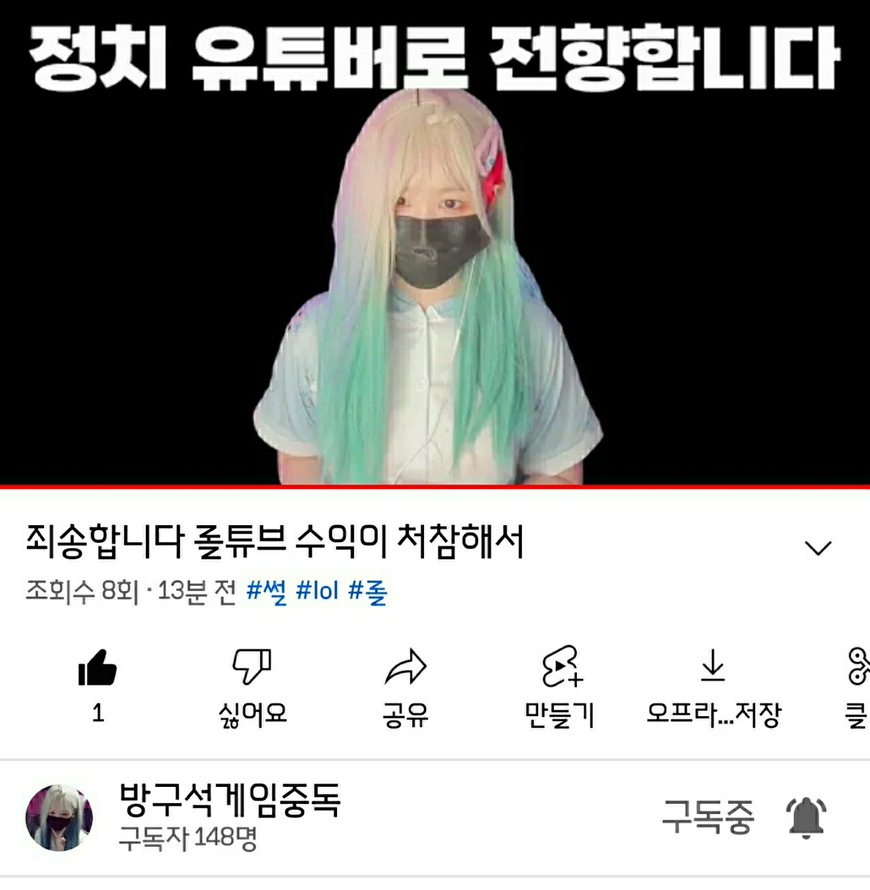 정치 유튜버로 전향합니다
죄송합니다 롤튜브 수익이 처참해서
조회수 8회 · 13분 전 #썰 #lol #롤
1 싫어요 공유 만들기 오프라...저장 클
방구석게임중독
구독자 148명
구독중